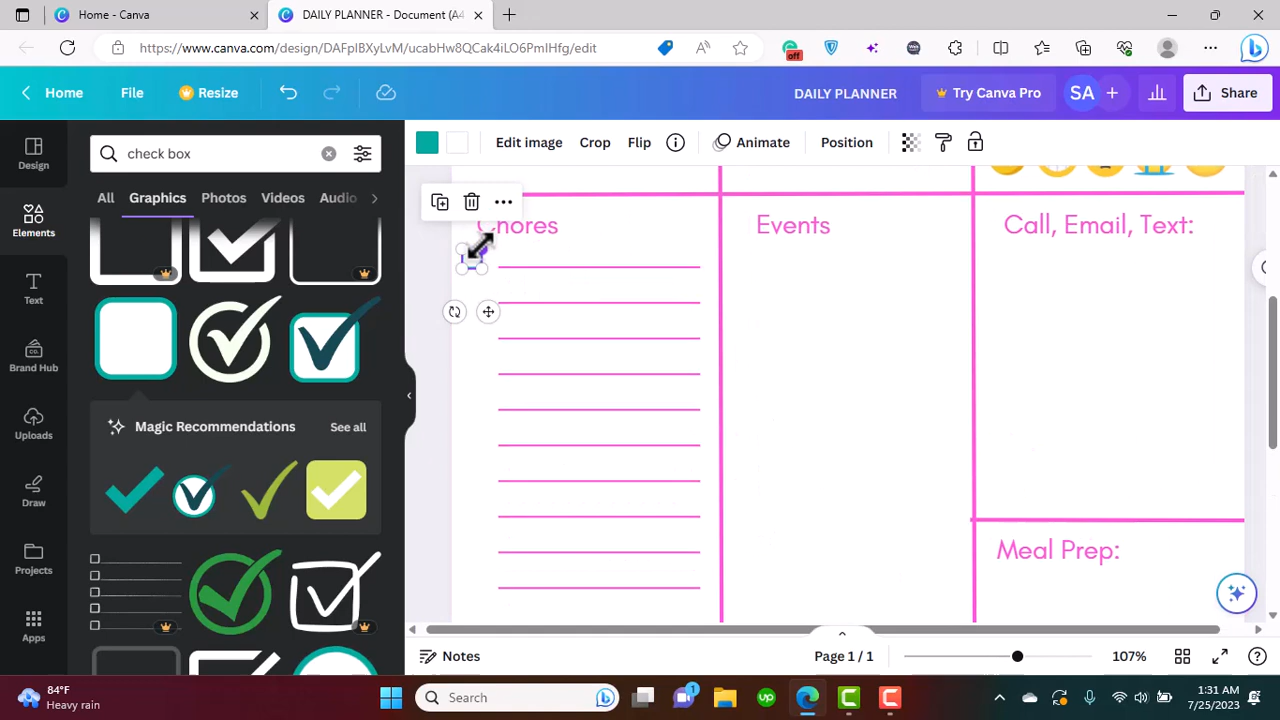 Home - Canva
DAILY PLANNER - Document (A4
https://www.canva.com/design/DAFpIBXyLvM/ucabHw8QCak4iLO6PmIHfg/edit
off
Home
File
Resize
DAILY PLANNER
Try Canva Pro
SA
Share
Design
Elements
Text
Brand Hub
Uploads
Draw
Projects
Apps
check box
All
Graphics
Photos
Videos
Audio
Magic Recommendations
See all
Edit image
Crop
Flip
Animate
Position
Chores
Events
Call, Email, Text:
Meal Prep:
Notes
Page 1 / 1
107%
84°F
Heavy rain
Search
1
up
1:31 AM
7/25/2023